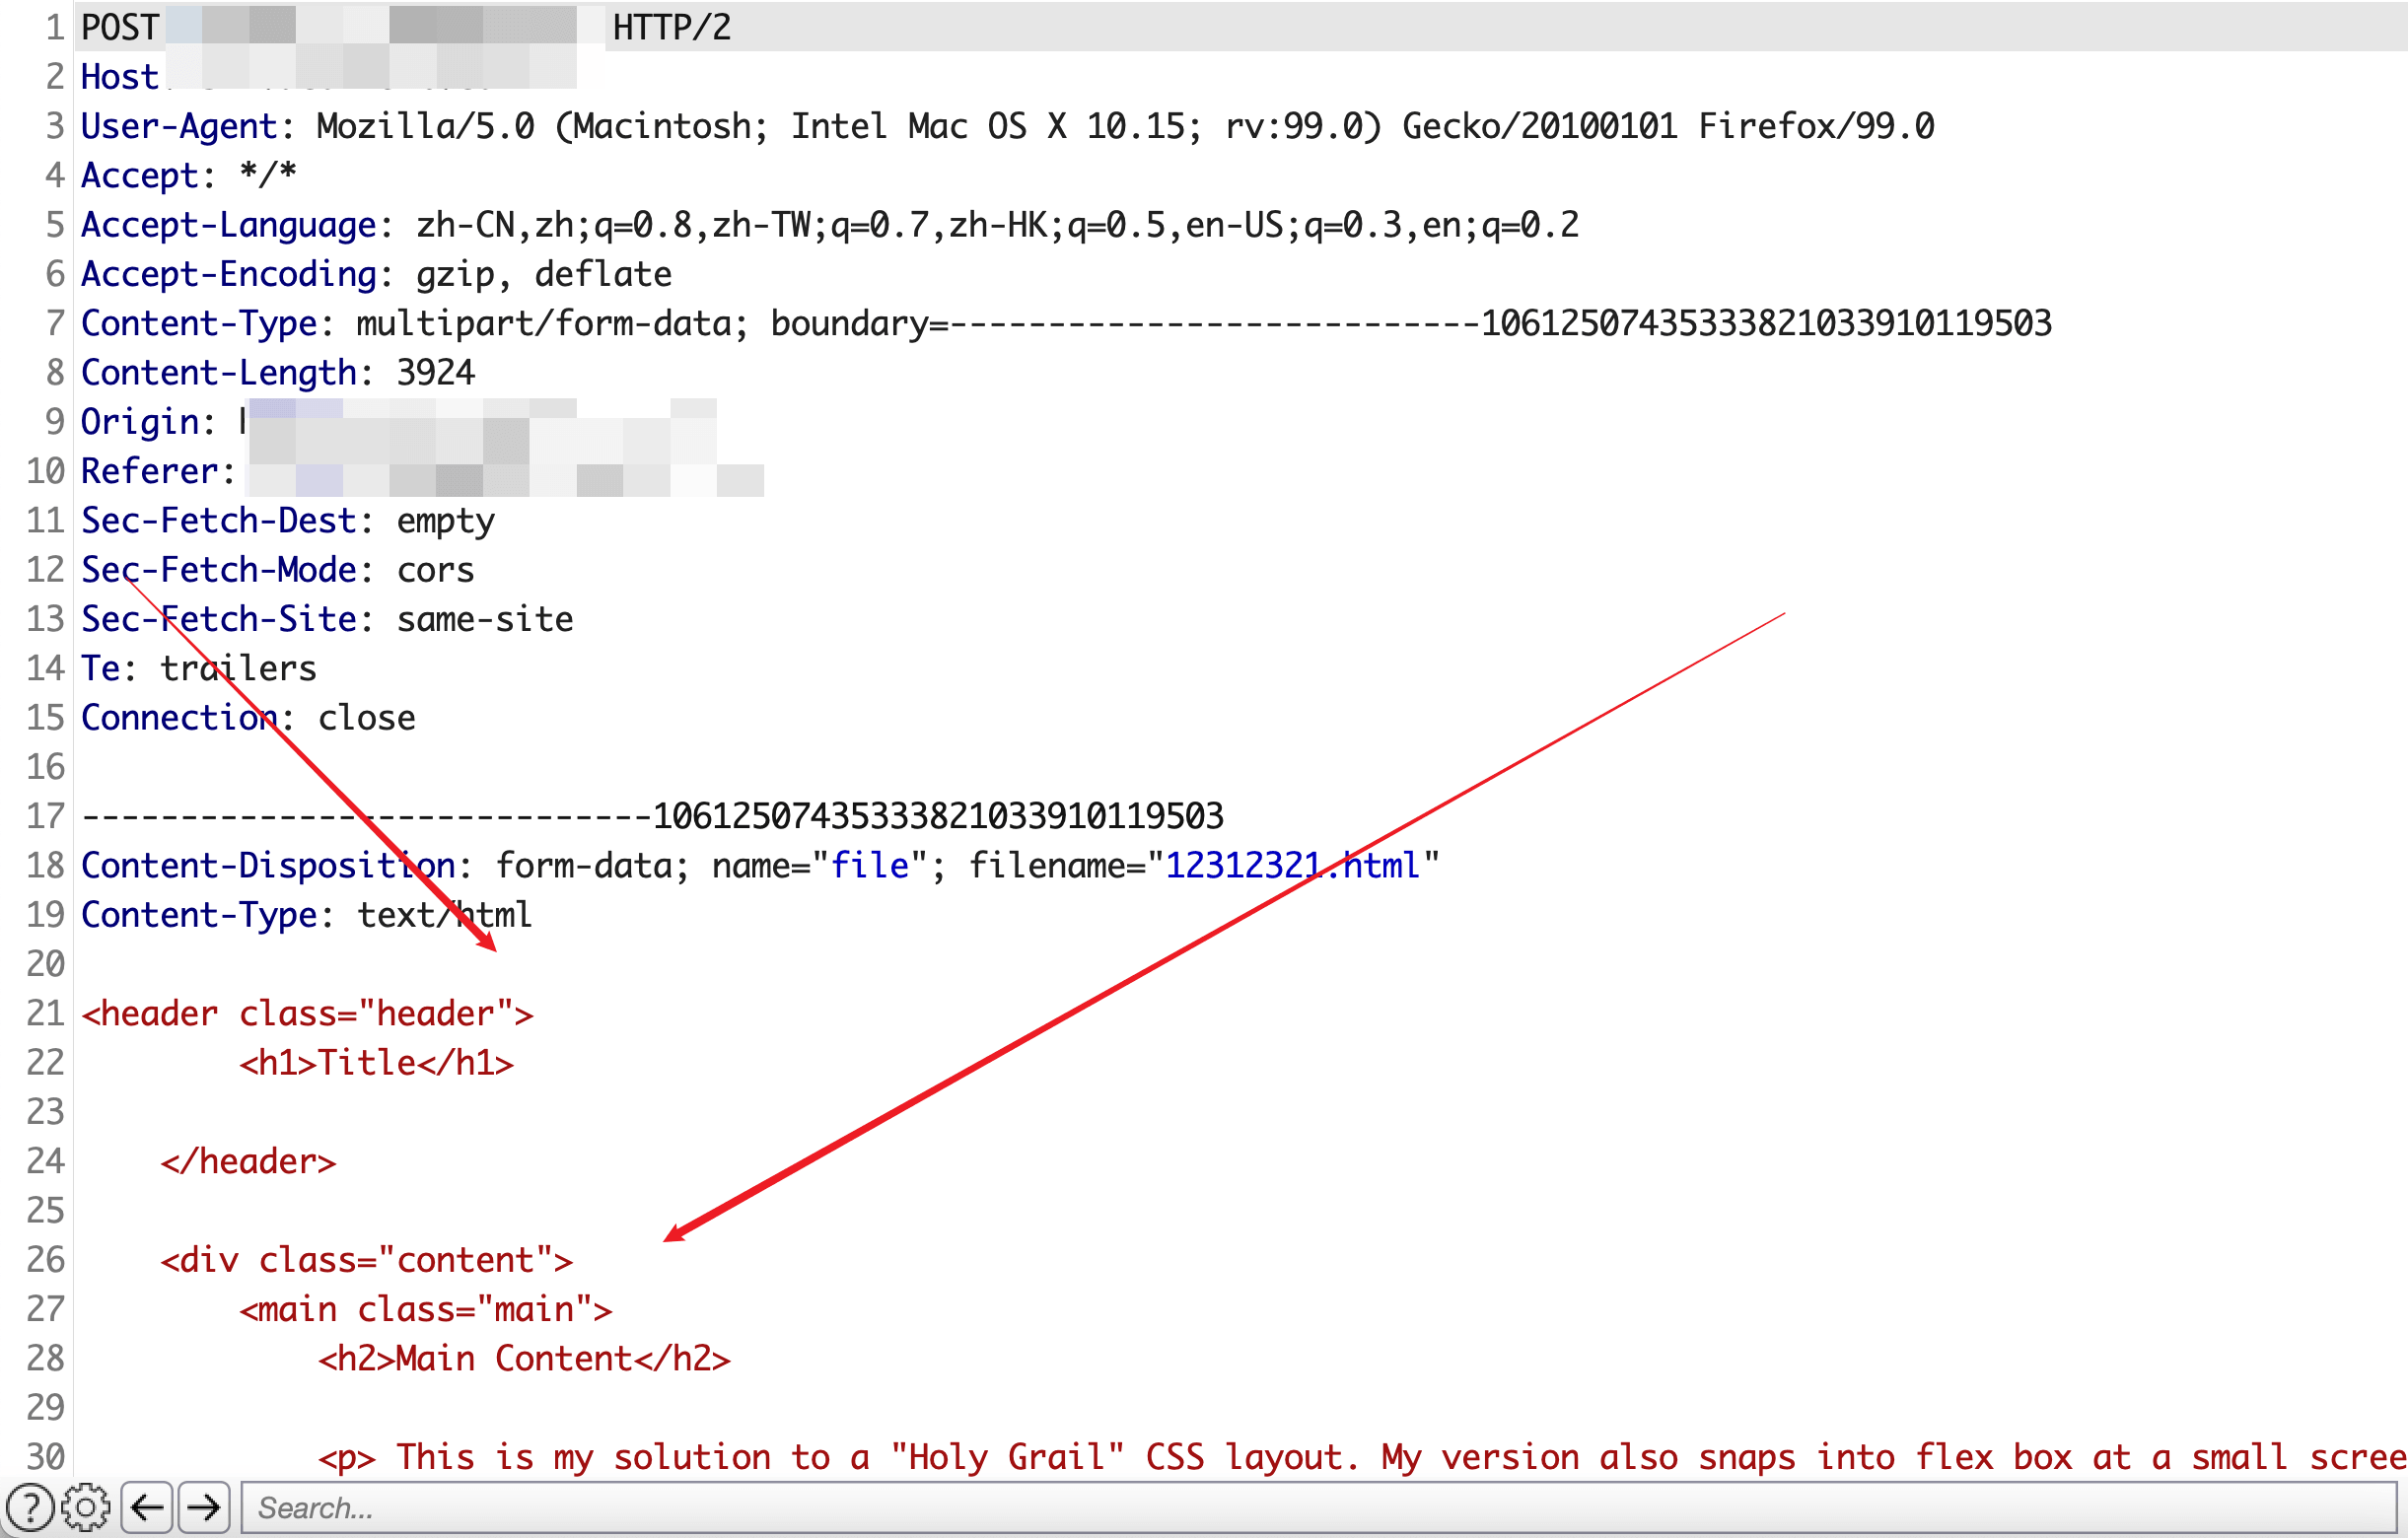 1 POST HTTP/2
2 Host
3 User-Agent: Mozilla/5.0 (Macintosh; Intel Mac OS X 10.15; rv:99.0) Gecko/20100101 Firefox/99.0
4 Accept: */*
5 Accept-Language: zh-CN,zh;q=0.8,zh-TW;q=0.7,zh-HK;q=0.5,en-US;q=0.3,en;q=0.2
6 Accept-Encoding: gzip, deflate
7 Content-Type: multipart/form-data; boundary=---------------------------10612507435333821033910119503
8 Content-Length: 3924
9 Origin:
10 Referer:
11 Sec-Fetch-Dest: empty
12 Sec-Fetch-Mode: cors
13 Sec-Fetch-Site: same-site
14 Te: trailers
15 Connection: close
16
17 -----------------------------10612507435333821033910119503
18 Content-Disposition: form-data; name="file"; filename="12312321.html"
19 Content-Type: text/html
20
21 <header class="header">
22 <h1>Title</h1>
23
24 </header>
25
26 <div class="content">
27 <main class="main">
28 <h2>Main Content</h2>
29
30 <p> This is my solution to a "Holy Grail" CSS layout. My version also snaps into flex box at a small scree
Search...